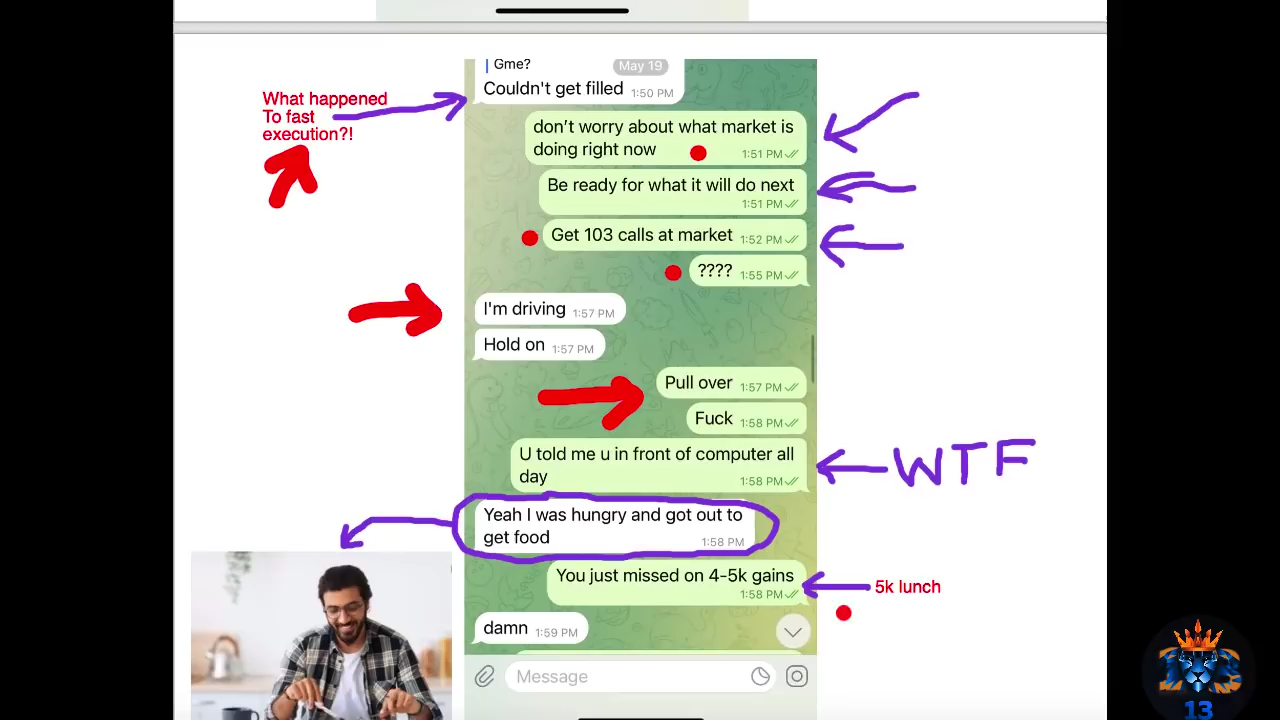 Gme?
May 19
Couldn't get filled 1:50 PM
What happened
To fast
execution?!
don't worry about what market is
doing right now 1:51 PM
Be ready for what it will do next
1:51 PM
Get 103 calls at market 1:52 PM
???? 1:55 PM
I'm driving 1:57 PM
Hold on 1:57 PM
Pull over 1:57 PM
Fuck 1:58 PM
U told me u in front of computer all
day 1:58 PM
WTF
Yeah I was hungry and got out to
get food 1:58 PM
You just missed on 4-5k gains
1:58 PM
5k lunch
damn 1:59 PM
Message
13